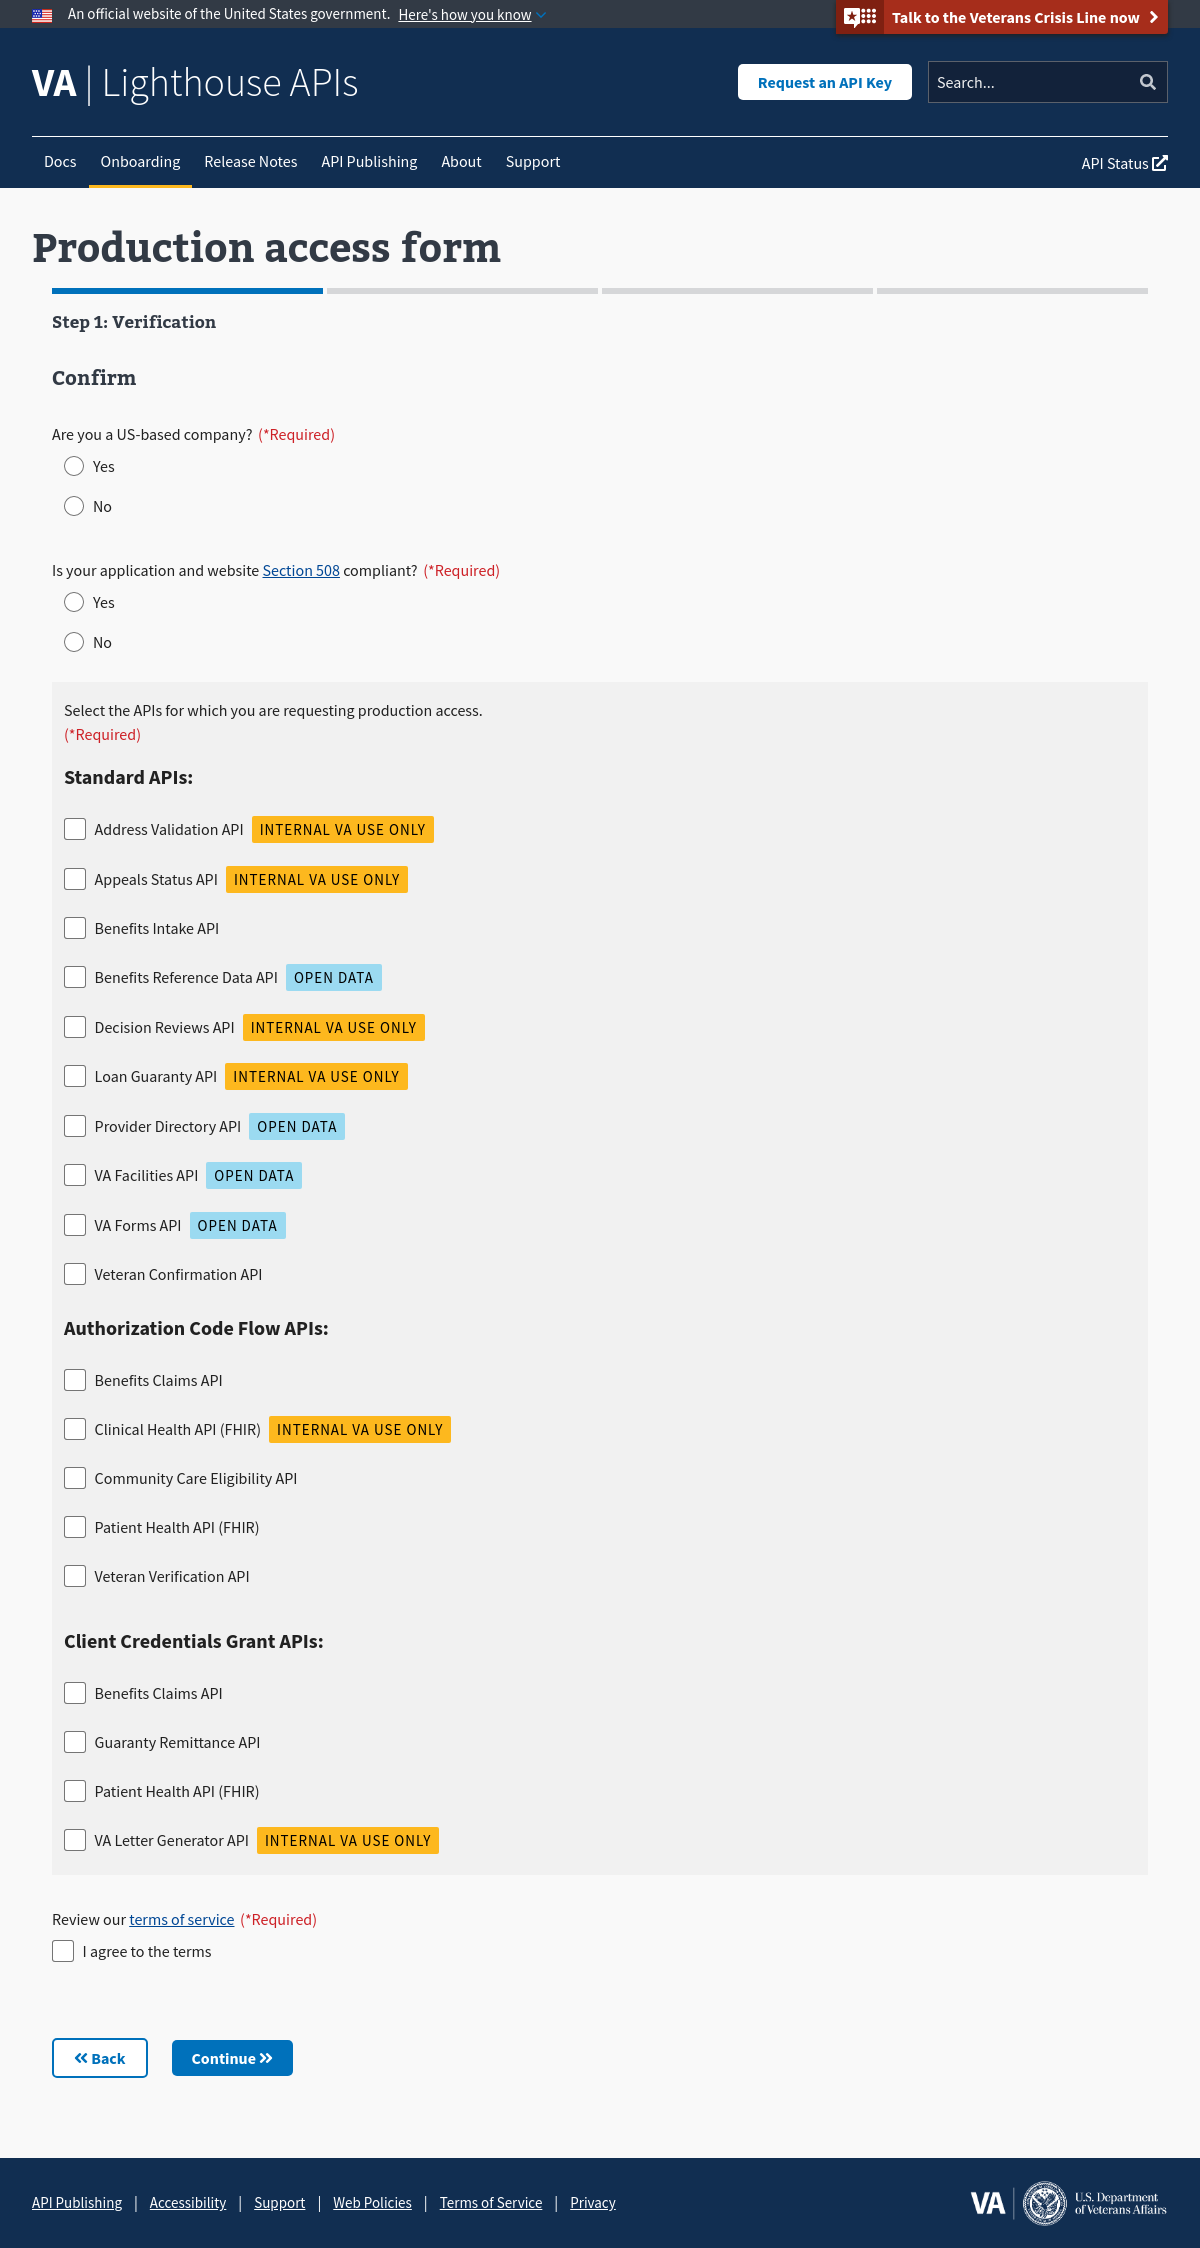 An official website of the United States government. Here's how you know
Talk to the Veterans Crisis Line now
VA | Lighthouse APIs
Request an API Key
Search...
Docs Onboarding Release Notes API Publishing About Support
API Status
Production access form
Step 1: Verification
Confirm
Are you a US-based company? (*Required)
Yes
No
Is your application and website Section 508 compliant? (*Required)
Yes
No
Select the APIs for which you are requesting production access.
(*Required)
Standard APIs:
Address Validation API INTERNAL VA USE ONLY
Appeals Status API INTERNAL VA USE ONLY
Benefits Intake API
Benefits Reference Data API OPEN DATA
Decision Reviews API INTERNAL VA USE ONLY
Loan Guaranty API INTERNAL VA USE ONLY
Provider Directory API OPEN DATA
VA Facilities API OPEN DATA
VA Forms API OPEN DATA
Veteran Confirmation API
Authorization Code Flow APIs:
Benefits Claims API
Clinical Health API (FHIR) INTERNAL VA USE ONLY
Community Care Eligibility API
Patient Health API (FHIR)
Veteran Verification API
Client Credentials Grant APIs:
Benefits Claims API
Guaranty Remittance API
Patient Health API (FHIR)
VA Letter Generator API INTERNAL VA USE ONLY
Review our terms of service (*Required)
I agree to the terms
Back
Continue
API Publishing | Accessibility | Support | Web Policies | Terms of Service | Privacy
VA | U.S. Department
of Veterans Affairs